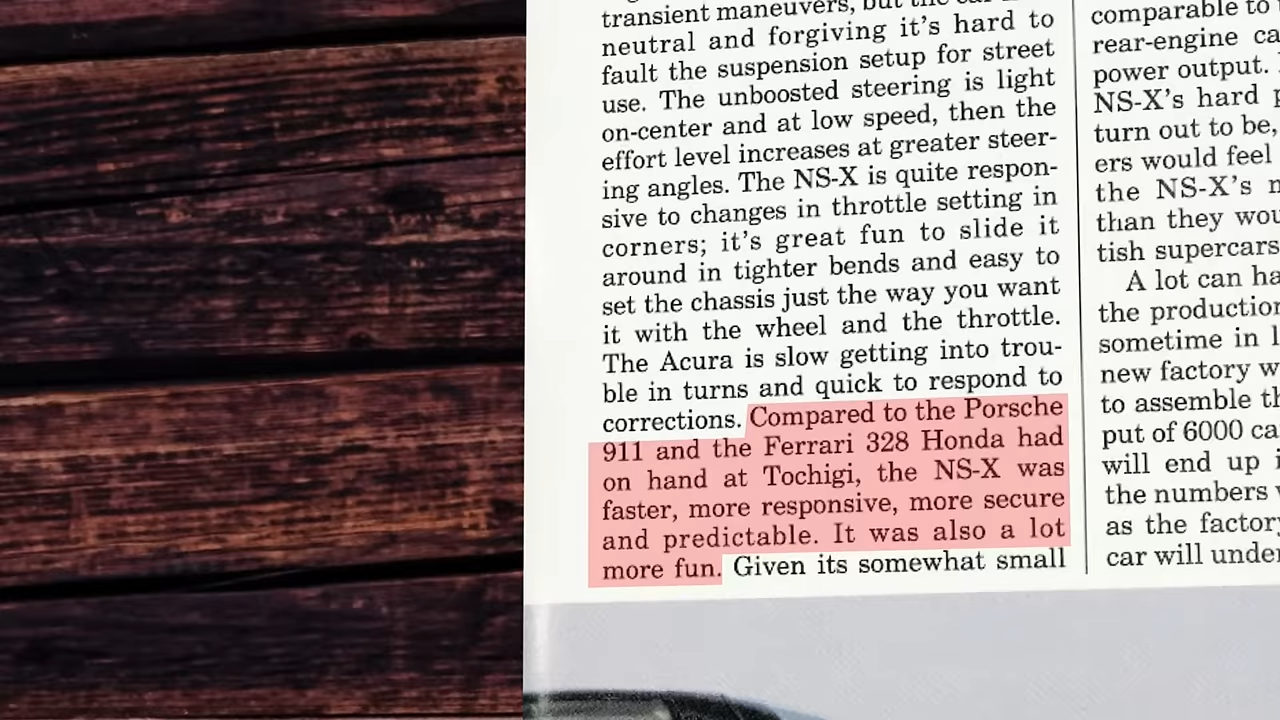 transient maneuvers, but the car
neutral and forgiving it's hard to
fault the suspension setup for street
use. The unboosted steering is light
on-center and at low speed, then the
effort level increases at greater steer-
ing angles. The NS-X is quite respon-
sive to changes in throttle setting in
corners; it's great fun to slide it
around in tighter bends and easy to
set the chassis just the way you want
it with the wheel and the throttle.
The Acura is slow getting into trou-
ble in turns and quick to respond to
corrections. Compared to the Porsche
911 and the Ferrari 328 Honda had
on hand at Tochigi, the NS-X was
faster, more responsive, more secure
and predictable. It was also a lot
more fun. Given its somewhat small
comparable to
rear-engine
power output.
NS-X's hard
turn out to be,
ers would feel
the NS-X's
than they
tish supercars
A lot can
the production
sometime in
new factory
to assemble
put of 6000
will end up
the numbers
as the factory
car will